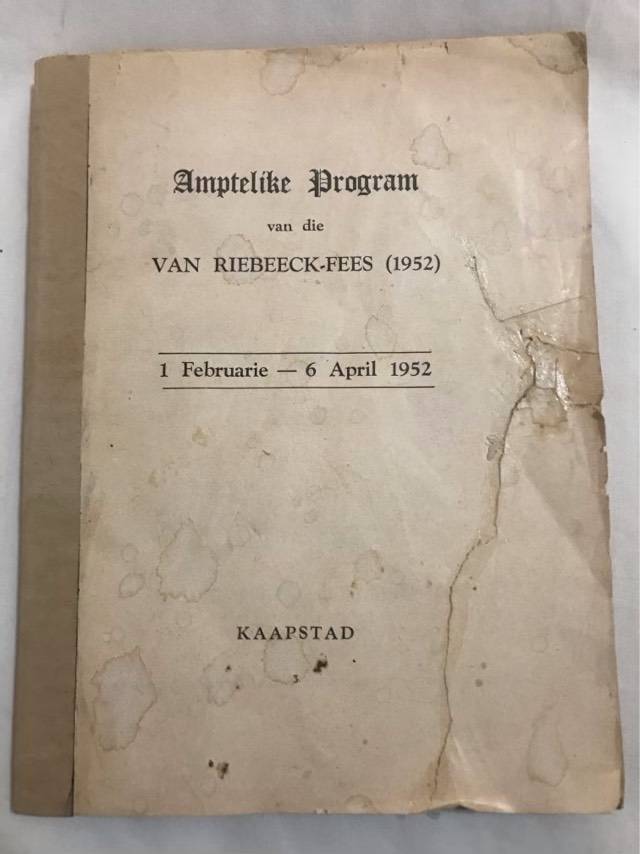 Amptelike Program
van die
VAN RIEBEECK-FEES (1952)
1 Februarie — 6 April 1952
KAAPSTAD